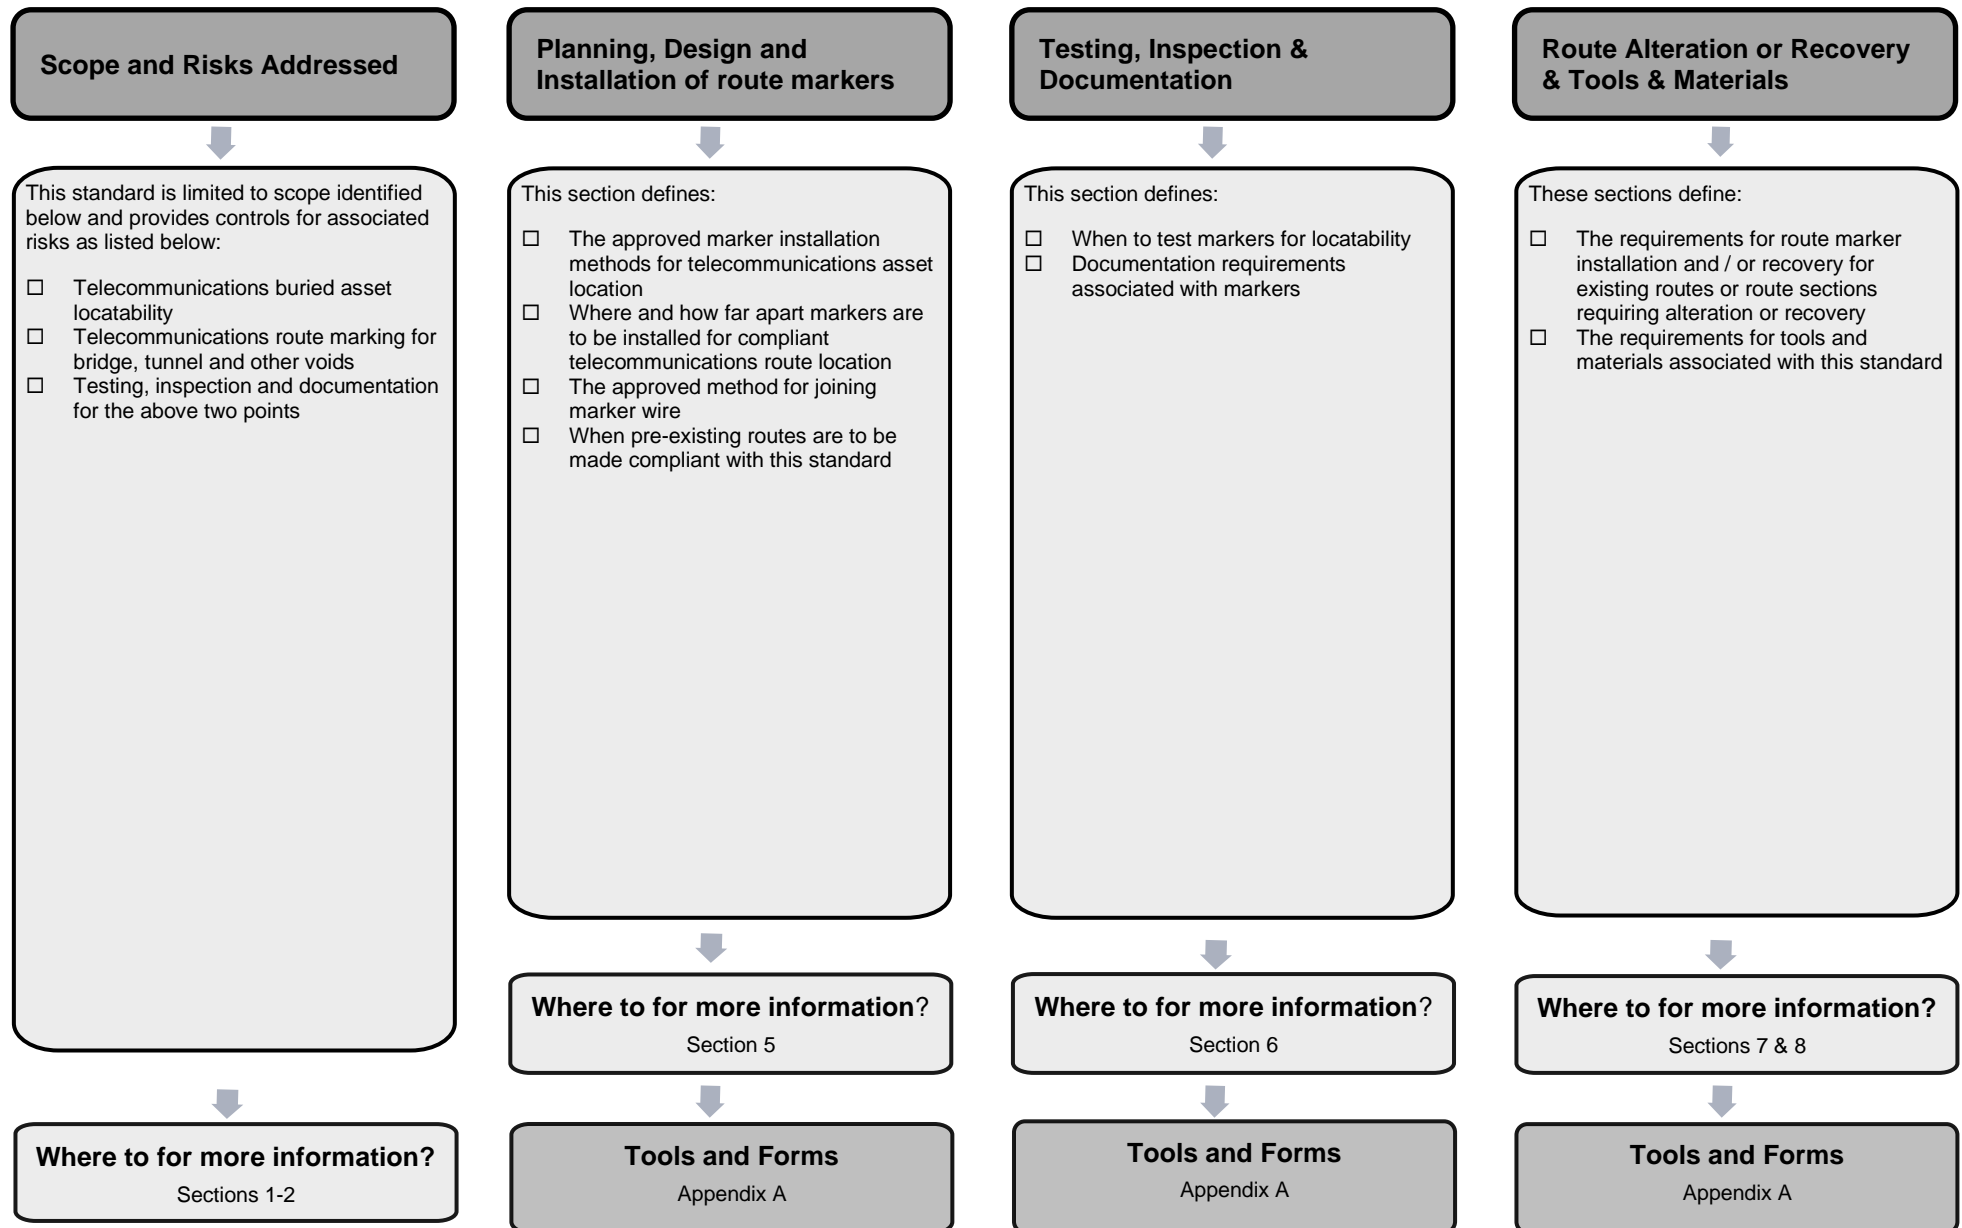 Scope and Risks Addressed
This standard is limited to scope identified
below and provides controls for associated
risks as listed below:
☐ Telecommunications buried asset
locatability
☐ Telecommunications route marking for
bridge, tunnel and other voids
☐ Testing, inspection and documentation
for the above two points
Where to for more information?
Sections 1-2
Planning, Design and
Installation of route markers
This section defines:
☐ The approved marker installation
methods for telecommunications asset
location
☐ Where and how far apart markers are
to be installed for compliant
telecommunications route location
☐ The approved method for joining
marker wire
☐ When pre-existing routes are to be
made compliant with this standard
Where to for more information?
Section 5
Tools and Forms
Appendix A
Testing, Inspection &
Documentation
This section defines:
☐ When to test markers for locatability
☐ Documentation requirements
associated with markers
Where to for more information?
Section 6
Tools and Forms
Appendix A
Route Alteration or Recovery
& Tools & Materials
These sections define:
☐ The requirements for route marker
installation and / or recovery for
existing routes or route sections
requiring alteration or recovery
☐ The requirements for tools and
materials associated with this standard
Where to for more information?
Sections 7 & 8
Tools and Forms
Appendix A